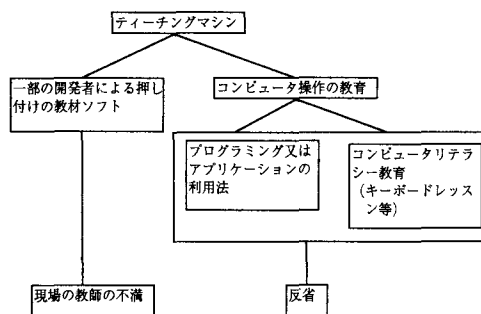 ティーチングマシン
一部の開発者による押し
付けの教材ソフト
コンピュータ操作の教育
プログラミング又は
アプリケーションの
利用法
コンピュータリテラ
シー教育
(キーボードレッス
ン等)
現場の教師の不満
反省